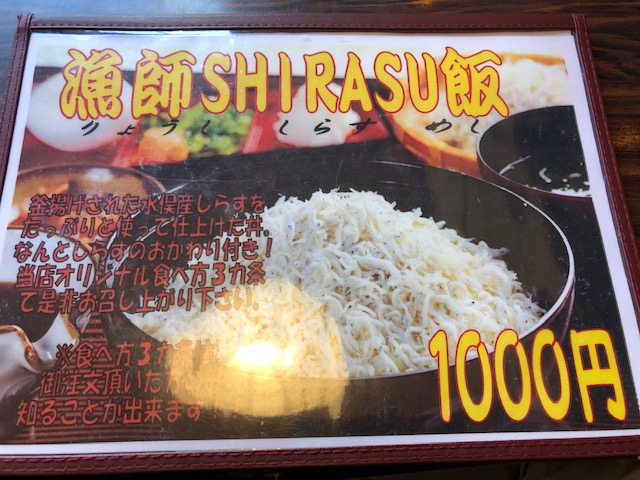 漁師SHIRASU飯
りょうし しらす めし
釜揚げされた水俣産しらすを
たっぷりと使って仕上げた丼。
なんとしらすのおかわり付き!
当店オリジナル食べ方3カ条
で是非お召し上がり下さい。
※食べ方3カ条は
御注文頂いた
知ることが出来ます!
1000円